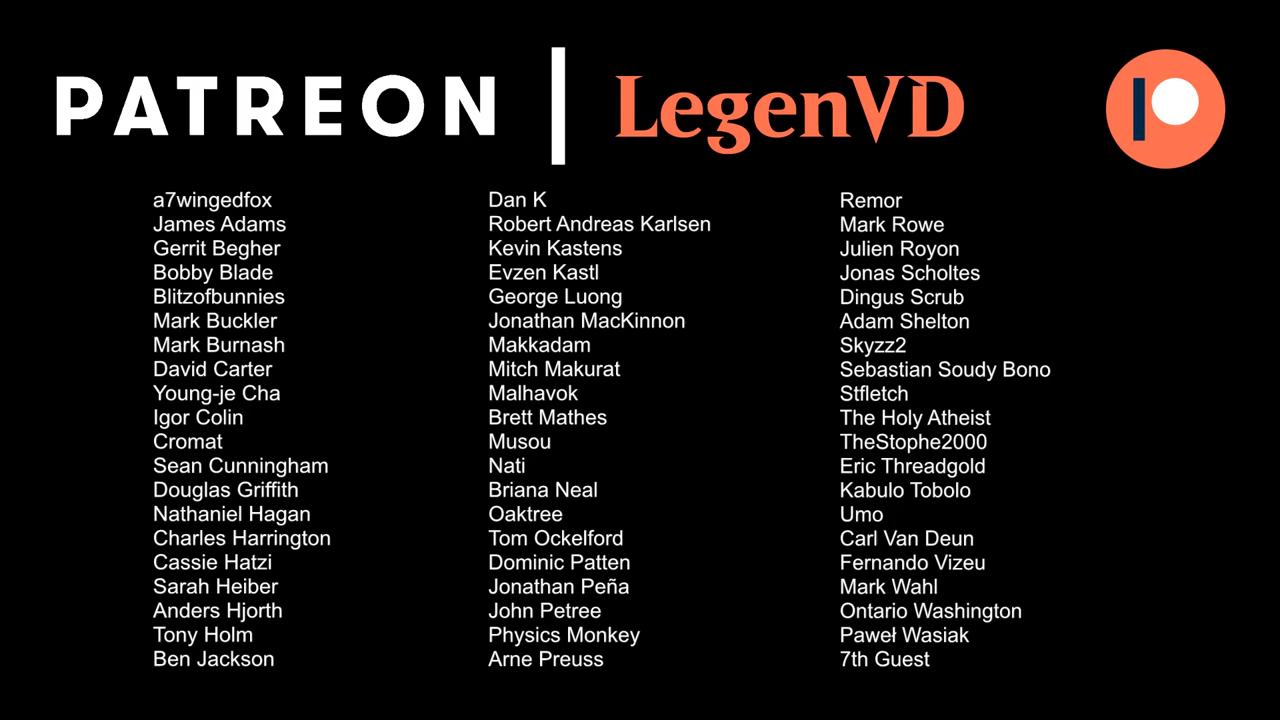 PATREON | LegenVD
a7wingedfox
James Adams
Gerrit Begher
Bobby Blade
Blitzofbunnies
Mark Buckler
Mark Burnash
David Carter
Young-je Cha
Igor Colin
Cromat
Sean Cunningham
Douglas Griffith
Nathaniel Hagan
Charles Harrington
Cassie Hatzi
Sarah Heiber
Anders Hjorth
Tony Holm
Ben Jackson
Dan K
Robert Andreas Karlsen
Kevin Kastens
Evzen Kastl
George Luong
Jonathan MacKinnon
Makkadam
Mitch Makurat
Malhavok
Brett Mathes
Musou
Nati
Briana Neal
Oaktree
Tom Ockelford
Dominic Patten
Jonathan Peña
John Petree
Physics Monkey
Arne Preuss
Remor
Mark Rowe
Julien Royon
Jonas Scholtes
Dingus Scrub
Adam Shelton
Skyzz2
Sebastian Soudy Bono
Stfletch
The Holy Atheist
TheStophe2000
Eric Threadgold
Kabulo Tobolo
Umo
Carl Van Deun
Fernando Vizeu
Mark Wahl
Ontario Washington
Paweł Wasiak
7th Guest